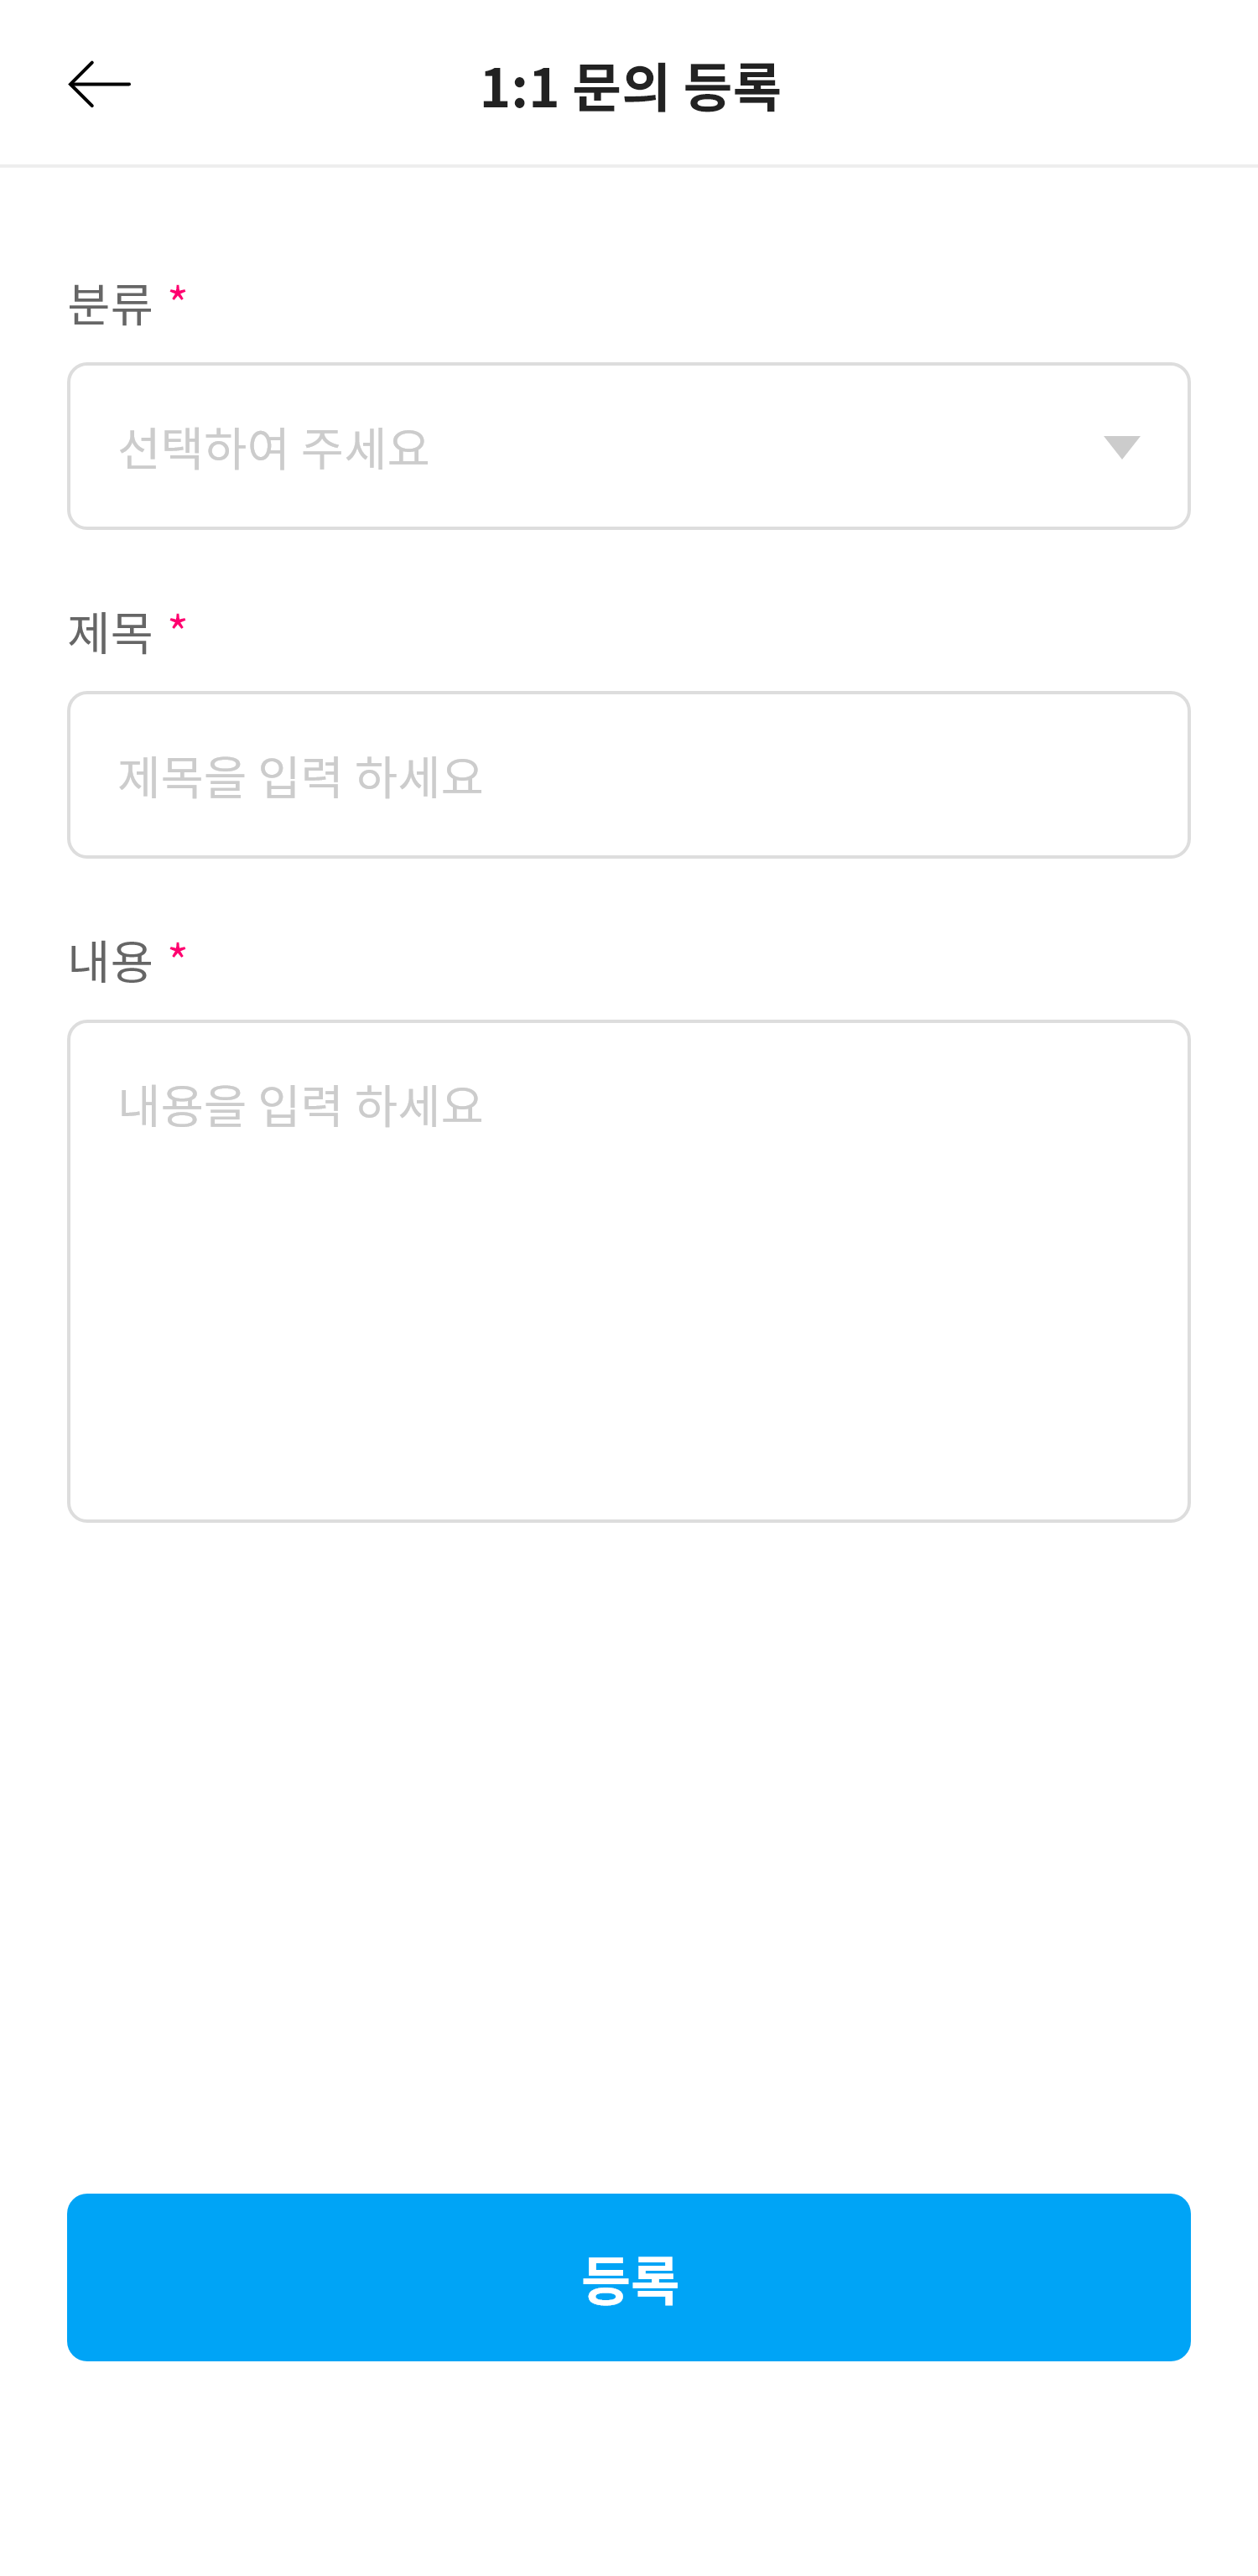 1:1 문의 등록
분류 *
선택하여 주세요
제목 *
제목을 입력 하세요
내용 *
내용을 입력 하세요
등록